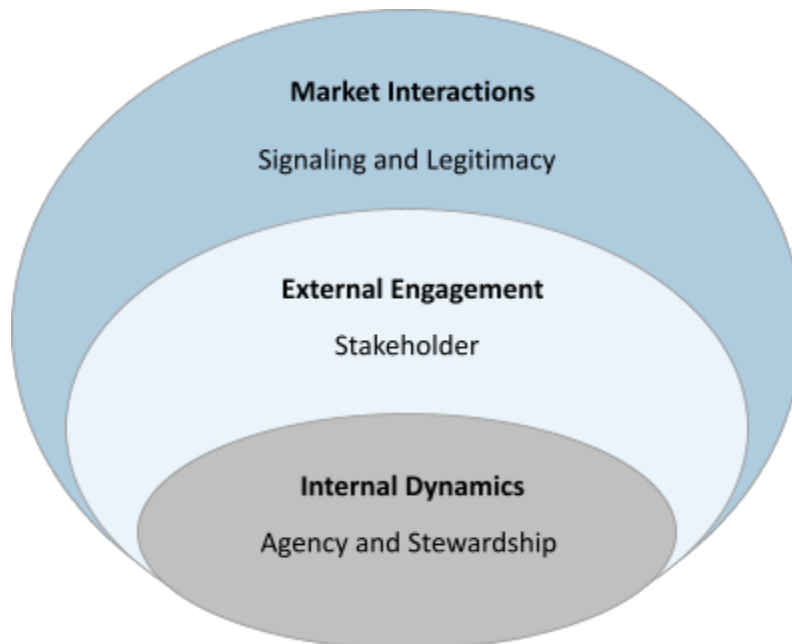 Market Interactions
Signaling and Legitimacy
External Engagement
Stakeholder
Internal Dynamics
Agency and Stewardship